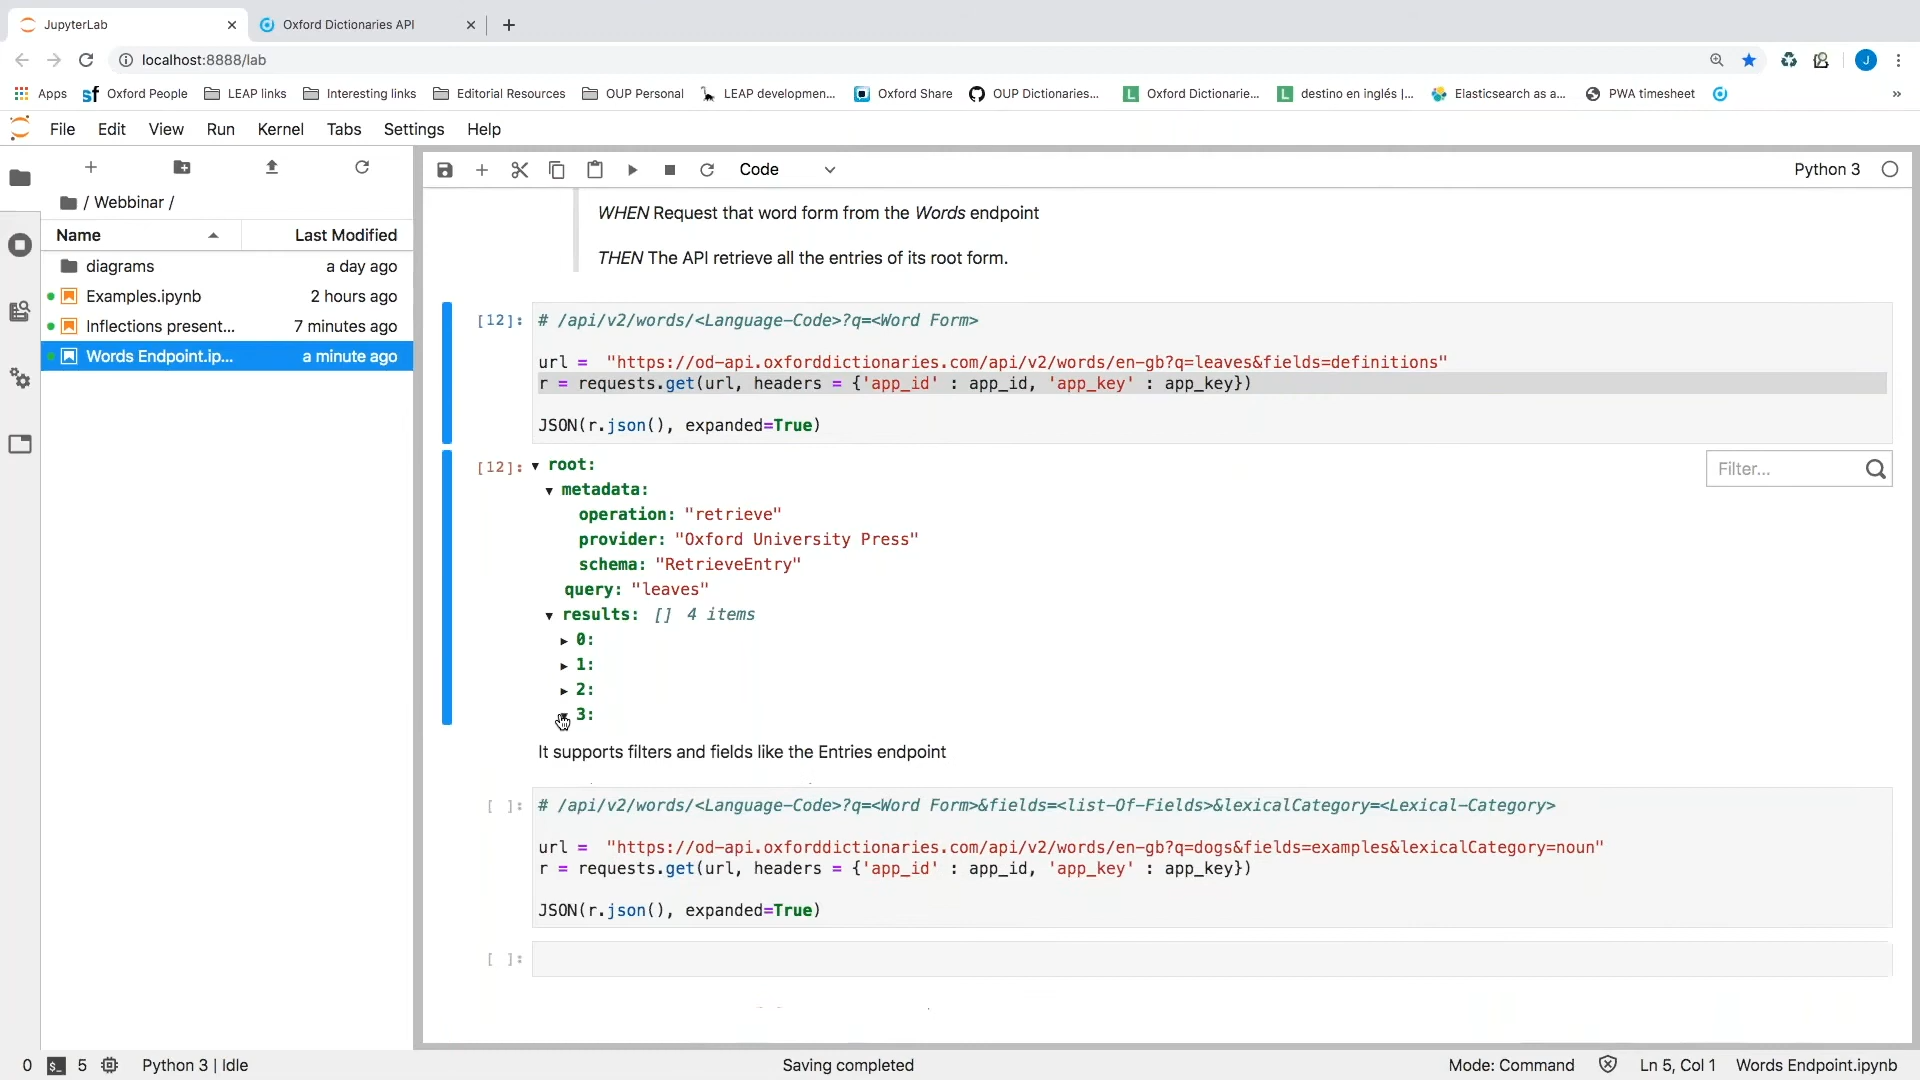 JupyterLab
Oxford Dictionaries API
localhost:8888/lab
J
Apps
Oxford People
LEAP links
Interesting links
Editorial Resources
OUP Personal
LEAP developmen...
Oxford Share
OUP Dictionaries...
Oxford Dictionarie...
destino en inglés |...
Elasticsearch as a...
PWA timesheet
»
File Edit View Run Kernel Tabs Settings Help
Code
Python 3
/ Webbinar /
Name Last Modified
diagrams a day ago
Examples.ipynb 2 hours ago
Inflections present... 7 minutes ago
Words Endpoint.ip... a minute ago
WHEN Request that word form from the Words endpoint
THEN The API retrieve all the entries of its root form.
[12]: # /api/v2/words/<Language-Code>?q=<Word Form>
url =  "https://od-api.oxforddictionaries.com/api/v2/words/en-gb?q=leaves&fields=definitions"
r = requests.get(url, headers = {'app_id' : app_id, 'app_key' : app_key})
JSON(r.json(), expanded=True)
[12]: ▼ root:
Filter...
▼ metadata:
operation: "retrieve"
provider: "Oxford University Press"
schema: "RetrieveEntry"
query: "leaves"
▼ results: [] 4 items
► 0:
► 1:
► 2:
3:
It supports filters and fields like the Entries endpoint
[ ]: # /api/v2/words/<Language-Code>?q=<Word Form>&fields=<list-Of-Fields>&lexicalCategory=<Lexical-Category>
url =  "https://od-api.oxforddictionaries.com/api/v2/words/en-gb?q=dogs&fields=examples&lexicalCategory=noun"
r = requests.get(url, headers = {'app_id' : app_id, 'app_key' : app_key})
JSON(r.json(), expanded=True)
[ ]:
0 5 Python 3 | Idle
Saving completed
Mode: Command
Ln 5, Col 1
Words Endpoint.ipynb